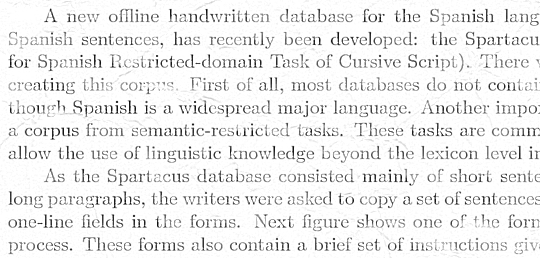 A new offline handwritten database for the Spanish lang
Spanish sentences, has recently been developed: the Spartacu
for Spanish Restricted-domain Task of Cursive Script). There
creating this corpus. First of all, most databases do not contai
though Spanish is a widespread major language. Another impo
a corpus from semantic-restricted tasks. These tasks are comm
allow the use of linguistic knowledge beyond the lexicon level in
As the Spartacus database consisted mainly of short sente
long paragraphs, the writers were asked to copy a set of sentences
one-line fields in the forms. Next figure shows one of the form
process. These forms also contain a brief set of instructions give